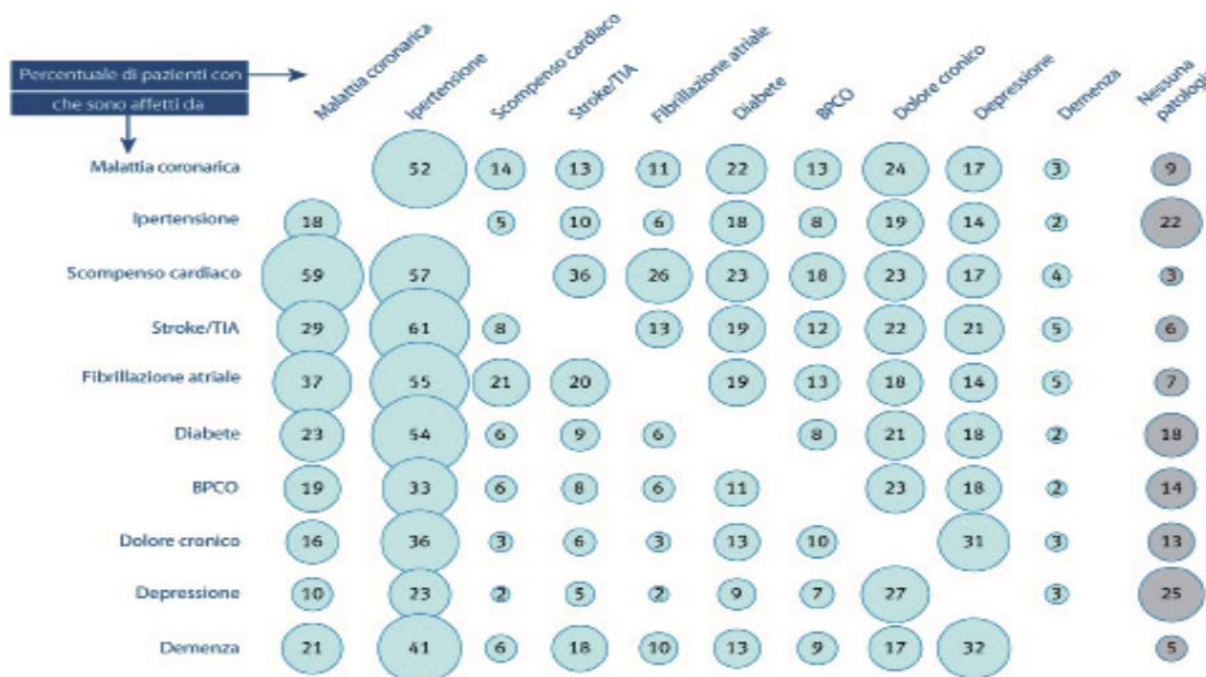 Percentuale di pazienti con
che sono affetti da
Malattia coronarica
Ipertensione
Scompenso cardiaco
Stroke/TIA
Fibrillazione atriale
Diabete
BPCO
Dolore cronico
Depressione
Demenza
Nessuna
patologi
Malattia coronarica 52 14 13 11 22 13 24 17 3 9
Ipertensione 18 5 10 6 18 8 19 14 2 22
Scompenso cardiaco 59 57 36 26 23 18 23 17 4 3
Stroke/TIA 29 61 8 13 19 12 22 21 5 6
Fibrillazione atriale 37 55 21 20 19 13 18 14 5 7
Diabete 23 54 6 9 6 8 21 18 2 18
BPCO 19 33 6 8 6 11 23 18 2 14
Dolore cronico 16 36 3 6 3 13 10 31 3 13
Depressione 10 23 2 5 2 9 7 27 3 25
Demenza 21 41 6 18 10 13 9 17 32 5